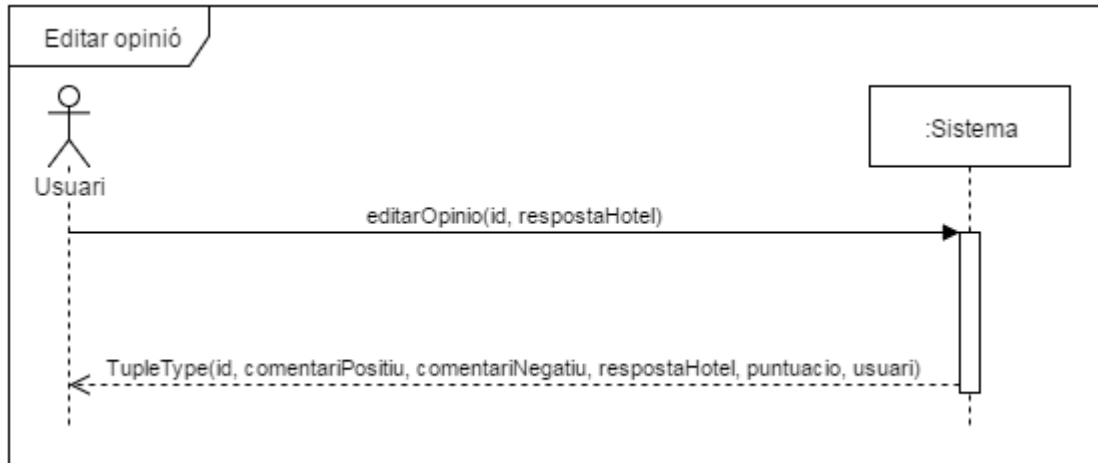 Editar opinió
:Sistema
Usuari
editarOpinio(id, respostaHotel)
TupleType(id, comentariPositiu, comentariNegatiu, respostaHotel, puntuacio, usuari)